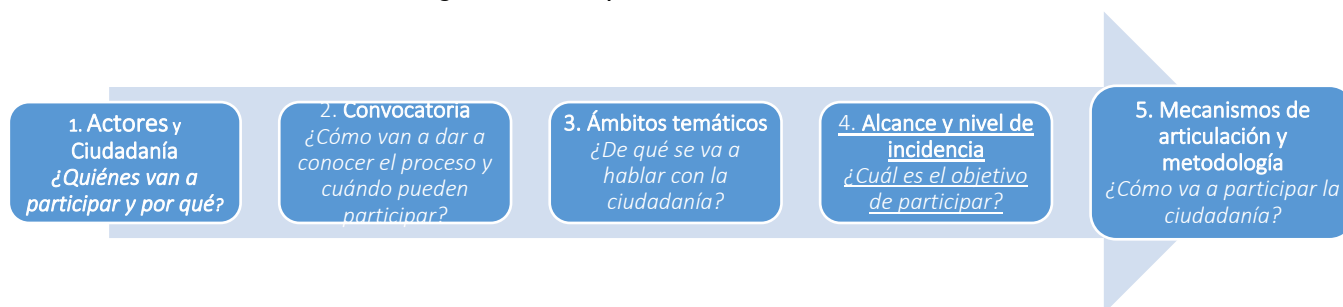 1. Actores y
Ciudadanía
¿Quiénes van a
participar y por qué?
2. Convocatoria
¿Cómo van a dar a
conocer el proceso y
cuándo pueden
participar?
3. Ámbitos temáticos
¿De qué se va a
hablar con la
ciudadanía?
4. Alcance y nivel de
incidencia
¿Cuál es el objetivo
de participar?
5. Mecanismos de
articulación y
metodología
¿Cómo va a participar la
ciudadanía?